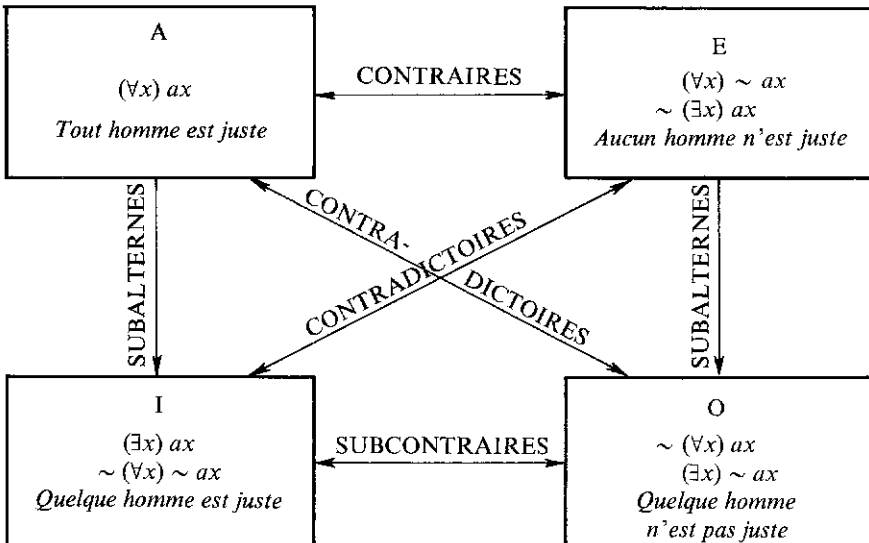 A
(∀x) ax
Tout homme est juste
CONTRAIRES
E
(∀x) ~ ax
~ (∃x) ax
Aucun homme n'est juste
SUBALTERNES
CONTRA-
DICTOIRES
CONTRADICTOIRES
SUBALTERNES
I
(∃x) ax
~ (∀x) ~ ax
Quelque homme est juste
SUBCONTRAIRES
O
~ (∀x) ax
(∃x) ~ ax
Quelque homme
n'est pas juste